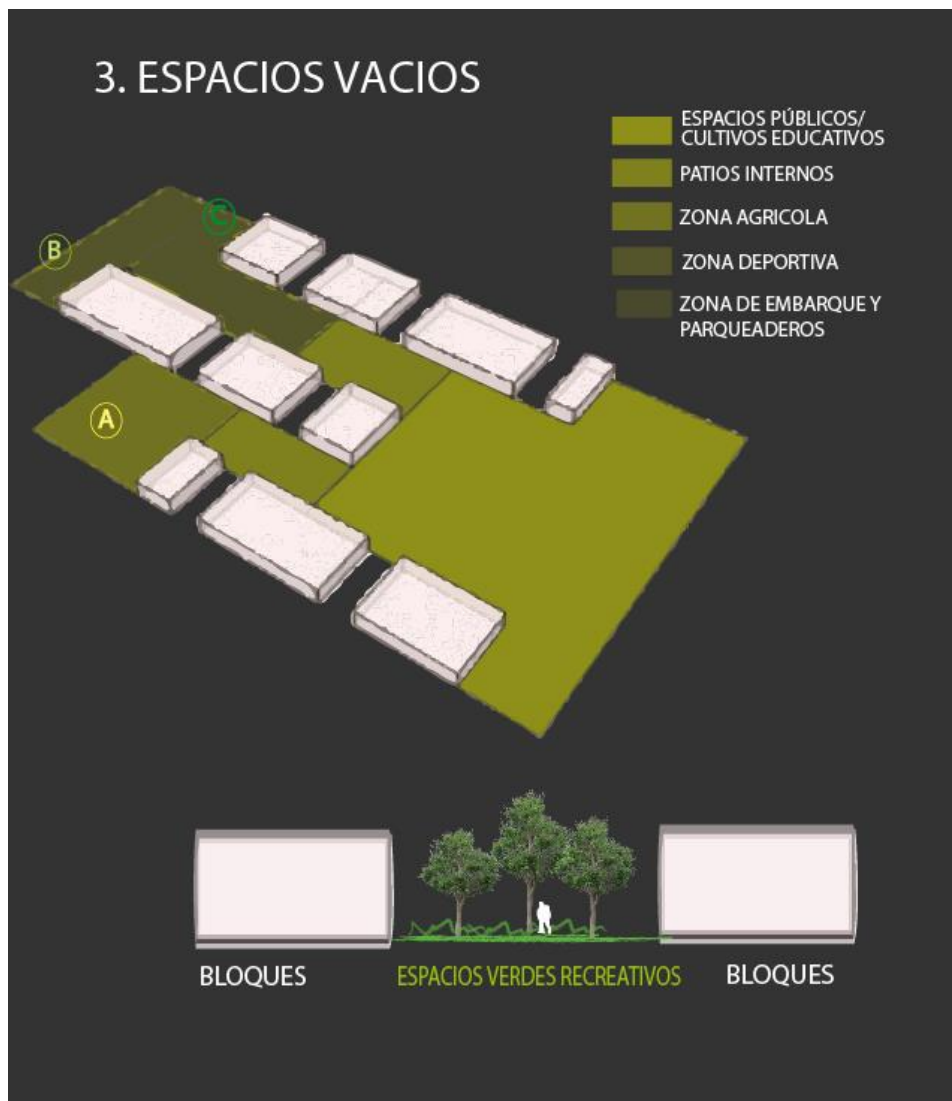 3. ESPACIOS VACIOS
ESPACIOS PÚBLICOS/
CULTIVOS EDUCATIVOS
PATIOS INTERNOS
ZONA AGRICOLA
ZONA DEPORTIVA
ZONA DE EMBARQUE Y
PARQUEADEROS
C
B
A
BLOQUES
ESPACIOS VERDES RECREATIVOS
BLOQUES